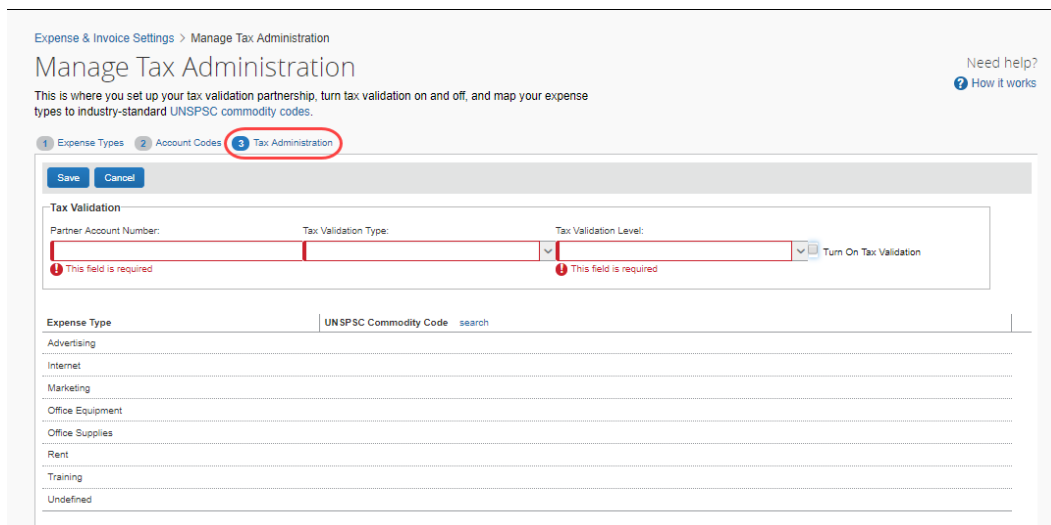 Expense & Invoice Settings > Manage Tax Administration
Manage Tax Administration
Need help?
? How it works
This is where you set up your tax validation partnership, turn tax validation on and off, and map your expense
types to industry-standard UNSPSC commodity codes.
1 Expense Types 2 Account Codes 3 Tax Administration
Save Cancel
Tax Validation
Partner Account Number: Tax Validation Type: Tax Validation Level:
Turn On Tax Validation
! This field is required ! This field is required
Expense Type UNSPSC Commodity Code search
Advertising
Internet
Marketing
Office Equipment
Office Supplies
Rent
Training
Undefined